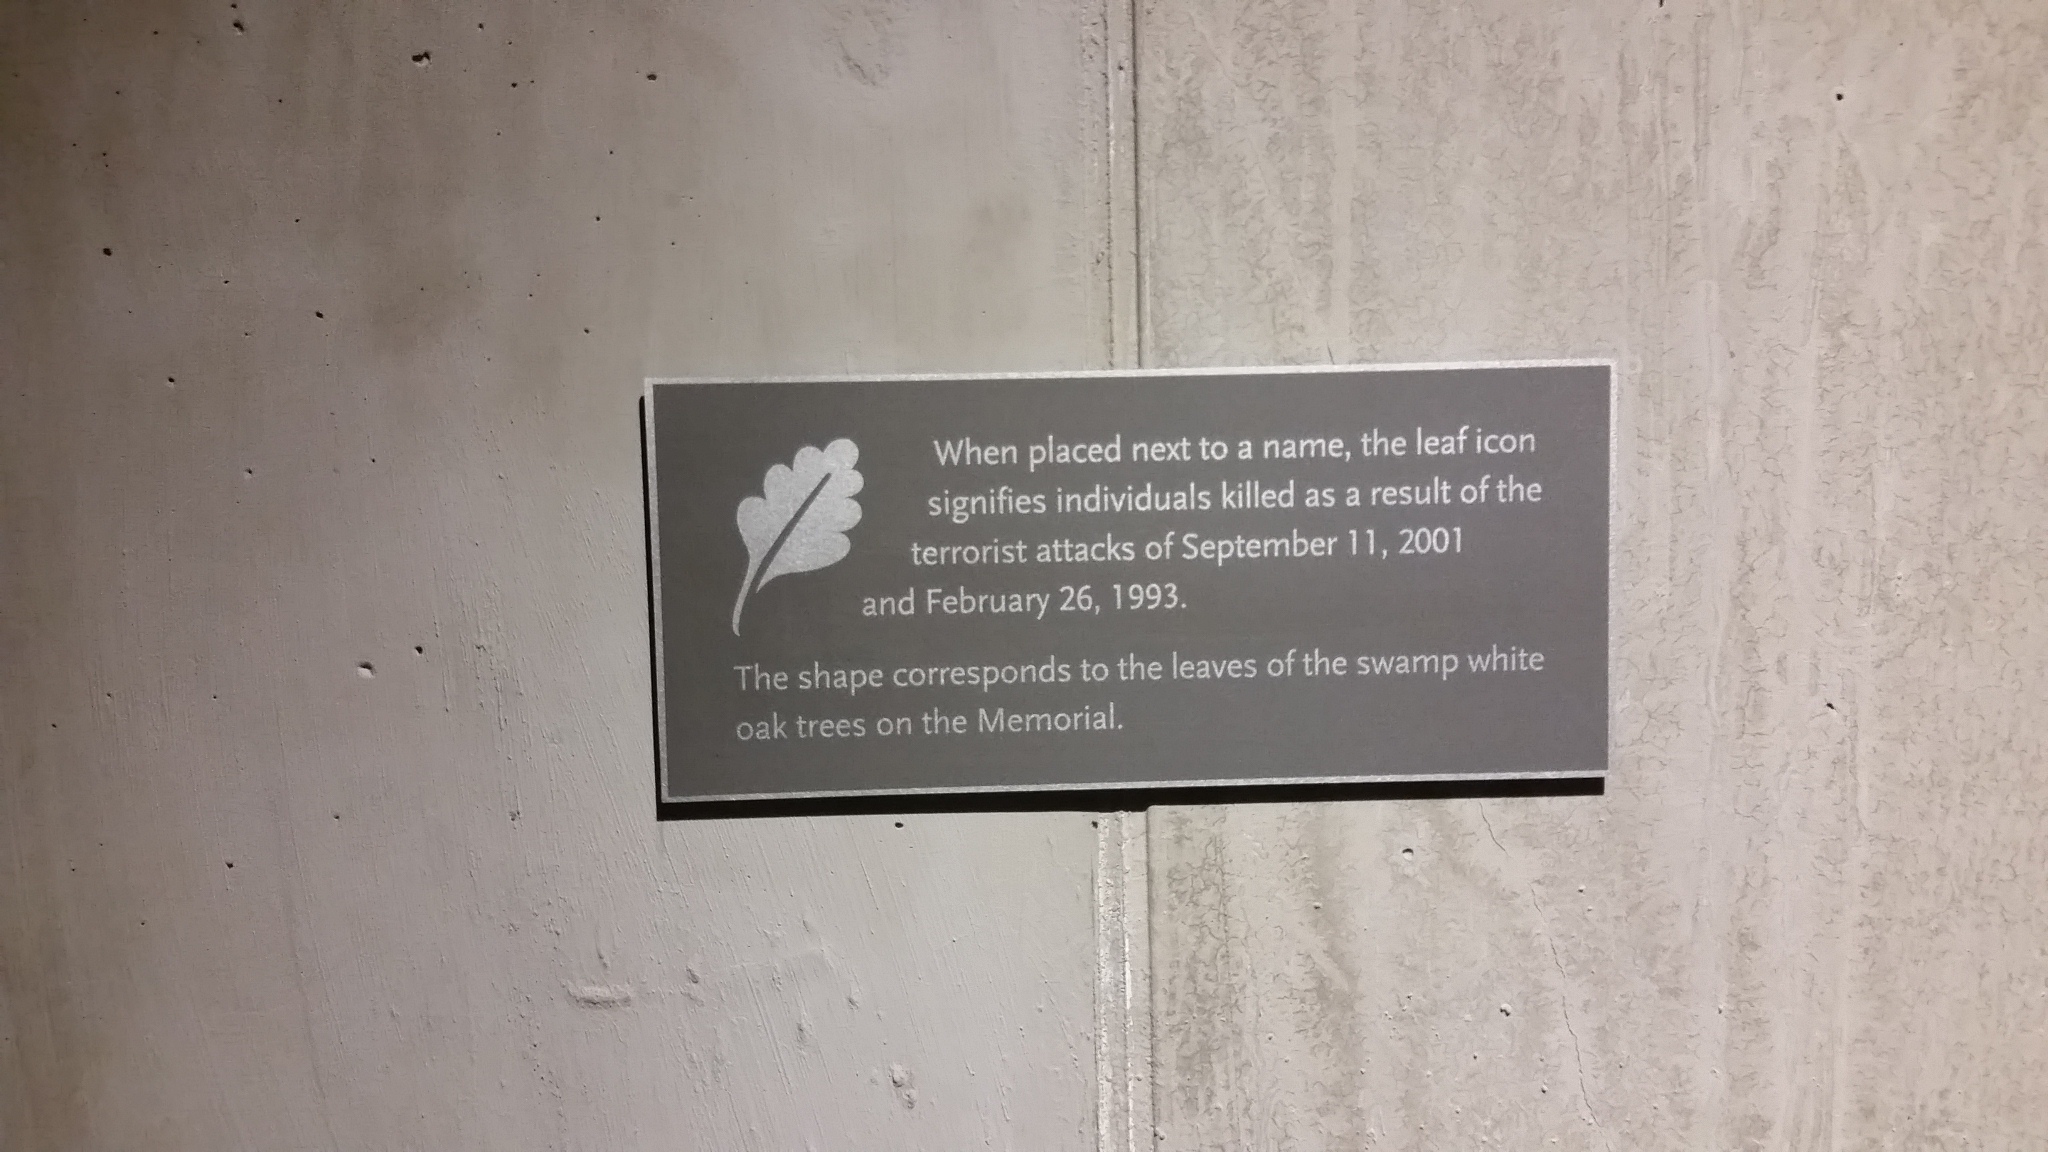 When placed next to a name, the leaf icon
signifies individuals killed as a result of the
terrorist attacks of September 11, 2001
and February 26, 1993.
The shape corresponds to the leaves of the swamp white
oak trees on the Memorial.